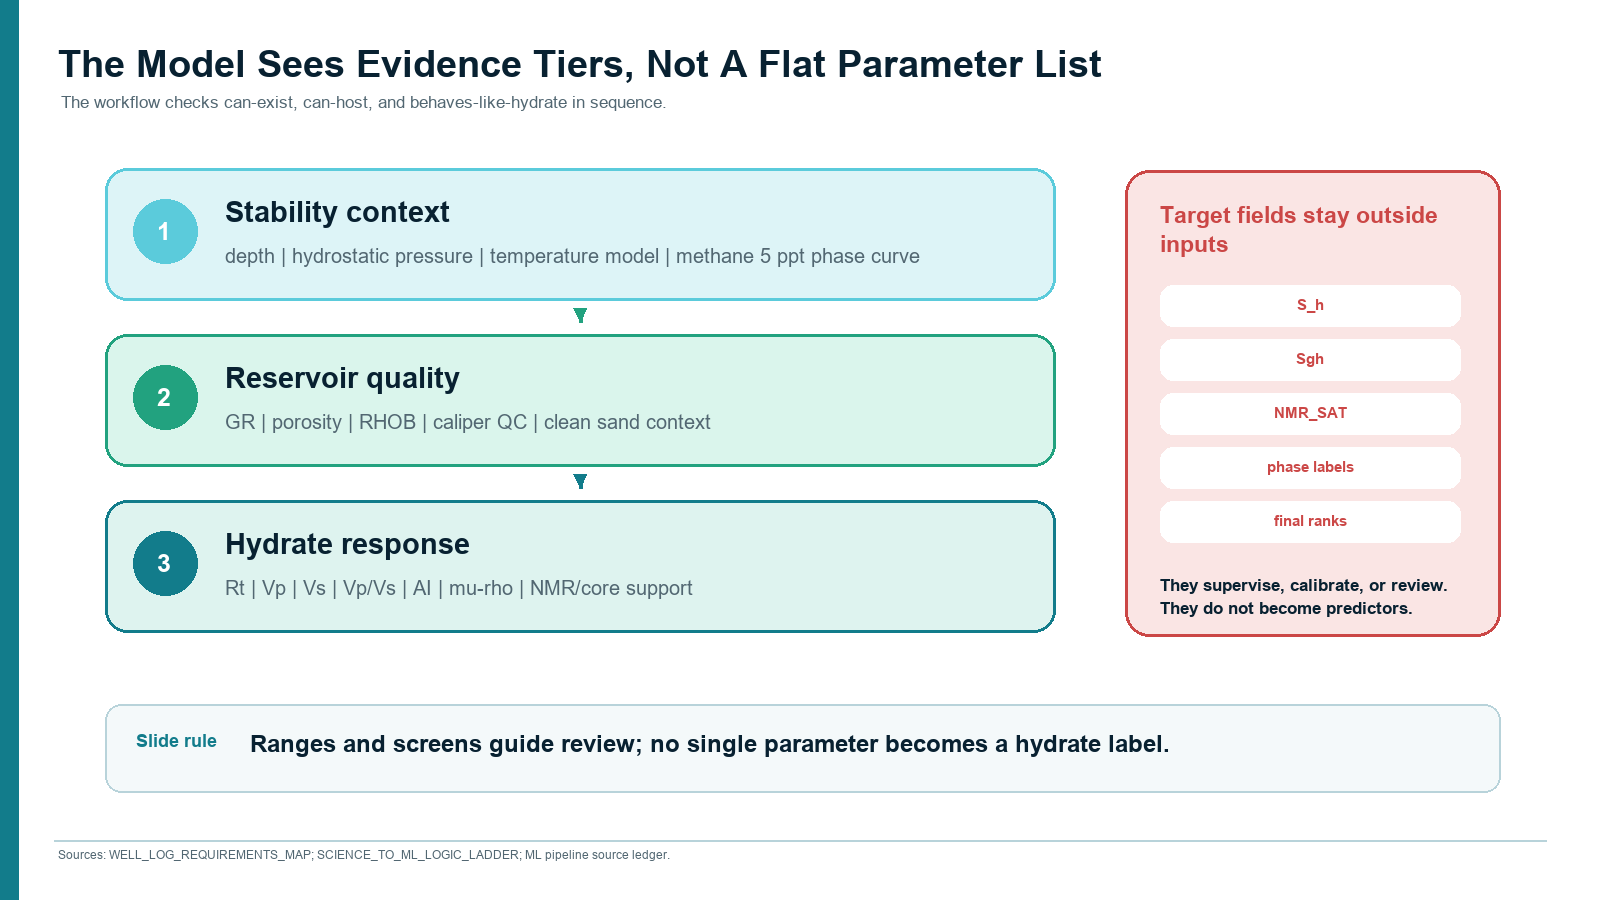 The Model Sees Evidence Tiers, Not A Flat Parameter List
The workflow checks can-exist, can-host, and behaves-like-hydrate in sequence.
1
Stability context
depth | hydrostatic pressure | temperature model | methane 5 ppt phase curve
2
Reservoir quality
GR | porosity | RHOB | caliper QC | clean sand context
3
Hydrate response
Rt | Vp | Vs | Vp/Vs | AI | mu-rho | NMR/core support
Target fields stay outside
inputs
S_h
Sgh
NMR_SAT
phase labels
final ranks
They supervise, calibrate, or review.
They do not become predictors.
Slide rule
Ranges and screens guide review; no single parameter becomes a hydrate label.
Sources: WELL_LOG_REQUIREMENTS_MAP; SCIENCE_TO_ML_LOGIC_LADDER; ML pipeline source ledger.